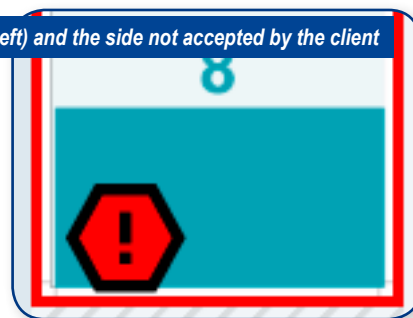 eft) and the side not accepted by the client
8
!